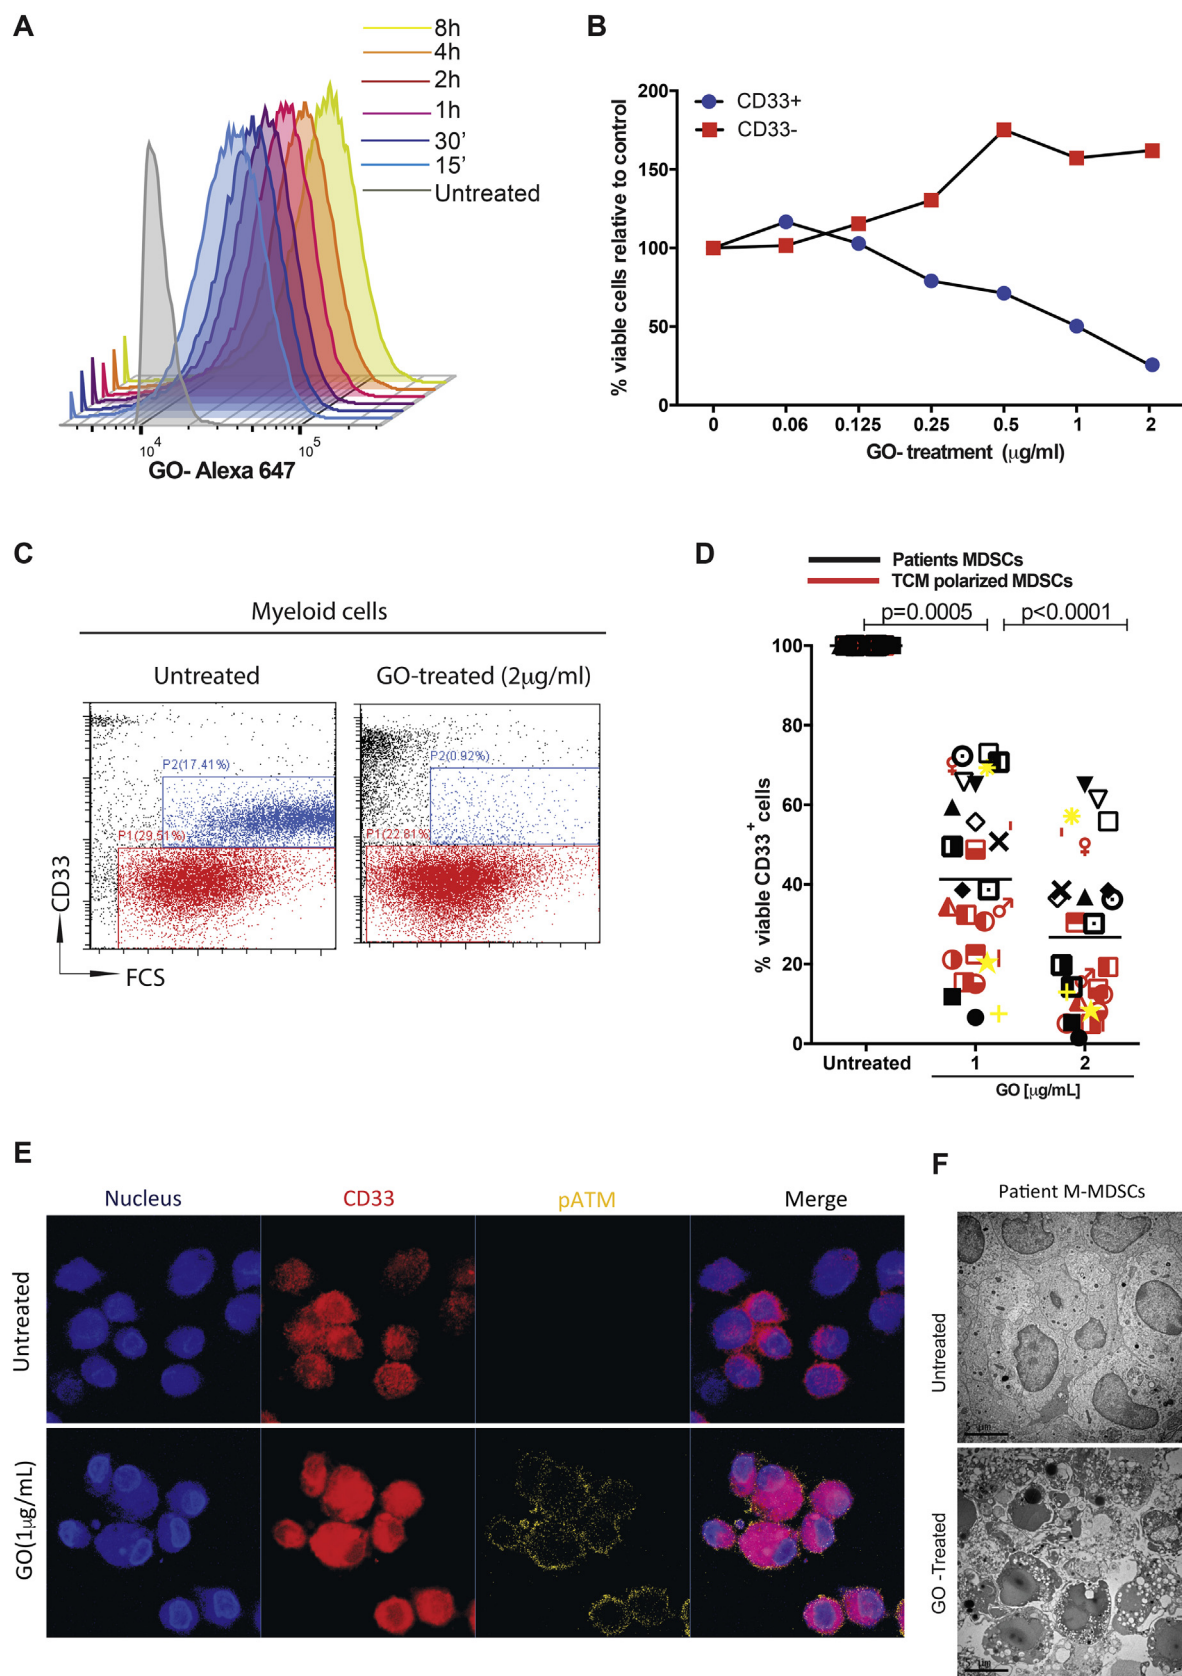 A
8h
4h
2h
1h
30'
15'
Untreated
10^4
10^5
GO- Alexa 647
B
CD33+
CD33-
% viable cells relative to control
200
150
100
50
0
0 0.06 0.125 0.25 0.5 1 2
GO- treatment (μg/ml)
C
Myeloid cells
Untreated
GO-treated (2μg/ml)
P2(17.41%)
P1(29.51%)
P2(0.92%)
P1(22.81%
CD33
FCS
D
Patients MDSCs
TCM polarized MDSCs
p=0.0005
p<0.0001
% viable CD33+ cells
100
80
60
40
20
0
Untreated 1 2
GO [μg/mL]
E
Nucleus CD33 pATM Merge
Untreated
GO(1μg/mL)
F
Patient M-MDSCs
Untreated
5 μm
GO -Treated
5 μm